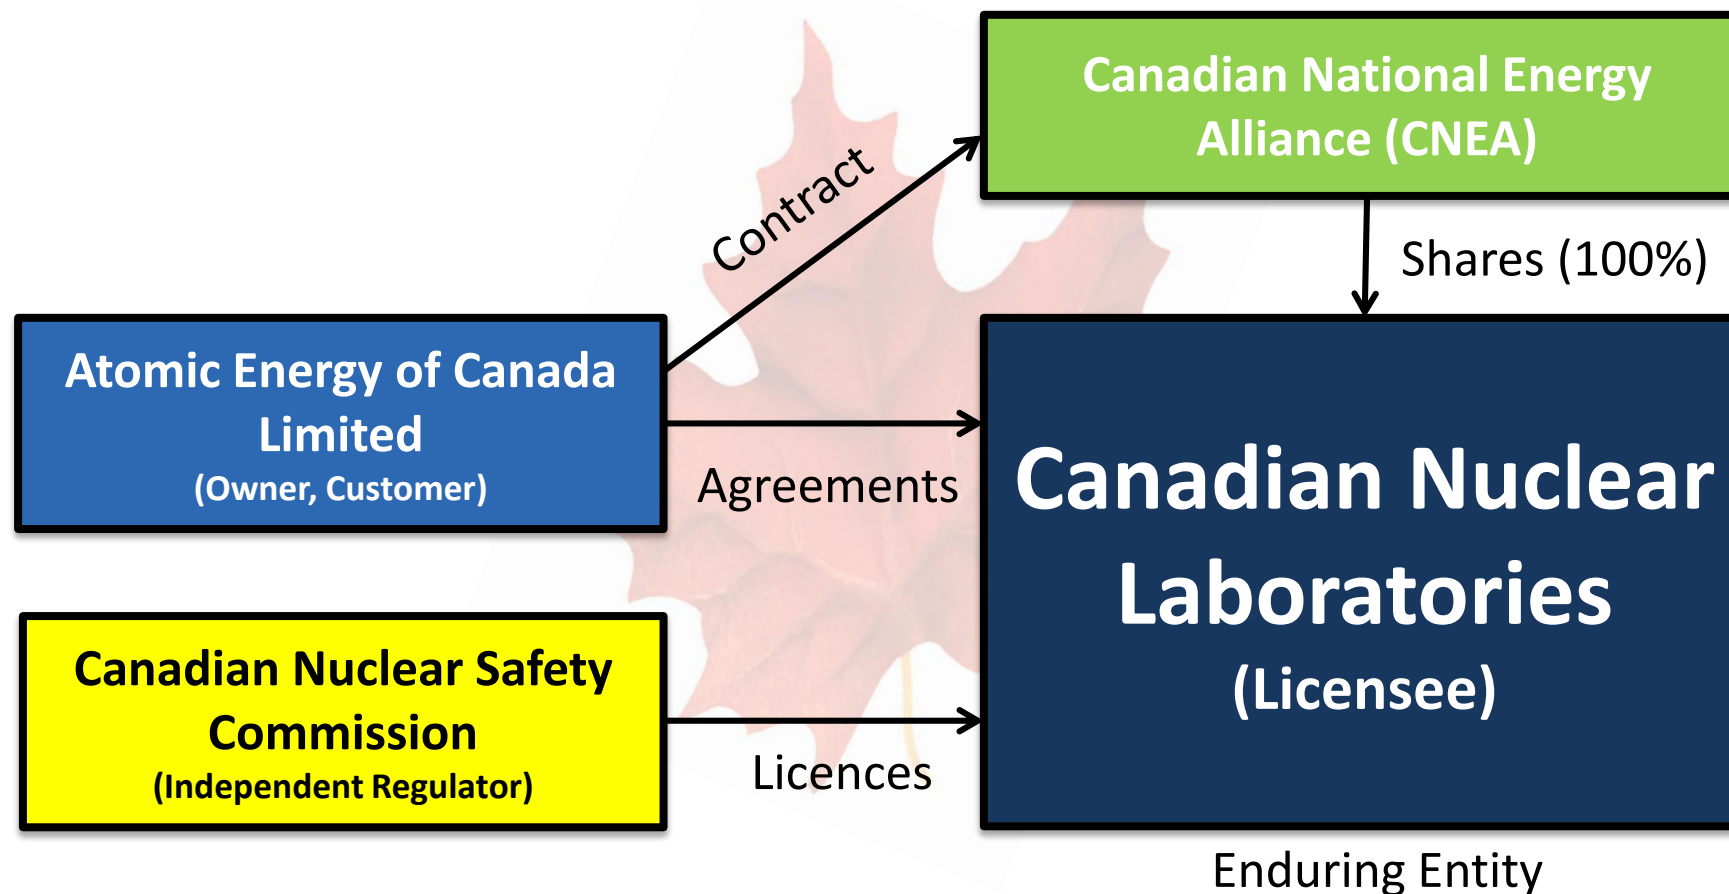 Canadian National Energy
Alliance (CNEA)
Contract
Shares (100%)
Atomic Energy of Canada
Limited
(Owner, Customer)
Agreements
Canadian Nuclear
Laboratories
(Licensee)
Canadian Nuclear Safety
Commission
(Independent Regulator)
Licences
Enduring Entity